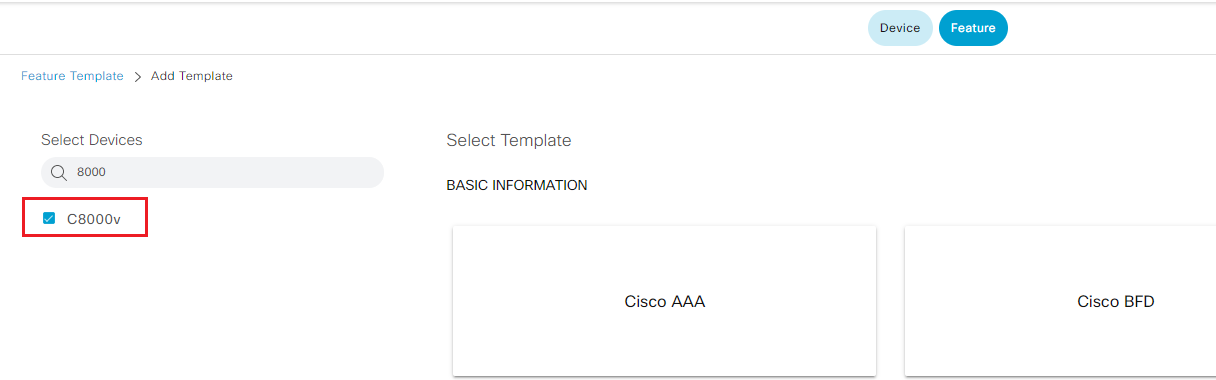 Device Feature
Feature Template > Add Template
Select Devices
8000
C8000v
Select Template
BASIC INFORMATION
Cisco AAA
Cisco BFD